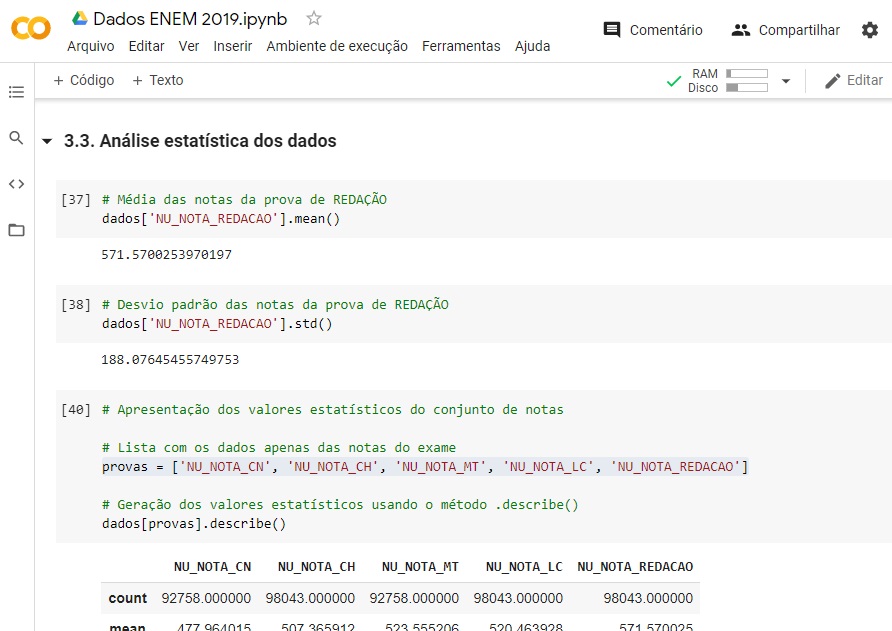 Dados ENEM 2019.ipynb
Comentário Compartilhar
Arquivo Editar Ver Inserir Ambiente de execução Ferramentas Ajuda
+ Código + Texto
RAM
Disco
Editar
3.3. Análise estatística dos dados
[37] # Média das notas da prova de REDAÇÃO
dados['NU_NOTA_REDACAO'].mean()
571.5700253970197
[38] # Desvio padrão das notas da prova de REDAÇÃO
dados['NU_NOTA_REDACAO'].std()
188.07645455749753
[40] # Apresentação dos valores estatísticos do conjunto de notas
# Lista com os dados apenas das notas do exame
provas = ['NU_NOTA_CN', 'NU_NOTA_CH', 'NU_NOTA_MT', 'NU_NOTA_LC', 'NU_NOTA_REDACAO']
# Geração dos valores estatísticos usando o método .describe()
dados[provas].describe()
NU_NOTA_CN NU_NOTA_CH NU_NOTA_MT NU_NOTA_LC NU_NOTA_REDACAO
count 92758.000000 98043.000000 92758.000000 98043.000000 98043.000000
mean 477.964015 507.365912 523.555206 520.463928 571.570025